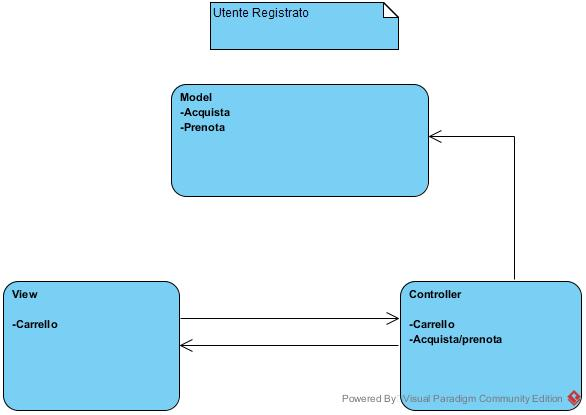 Utente Registrato
Model
-Acquista
-Prenota
View
-Carrello
Controller
-Carrello
-Acquista/prenota
Powered By Visual Paradigm Community Edition